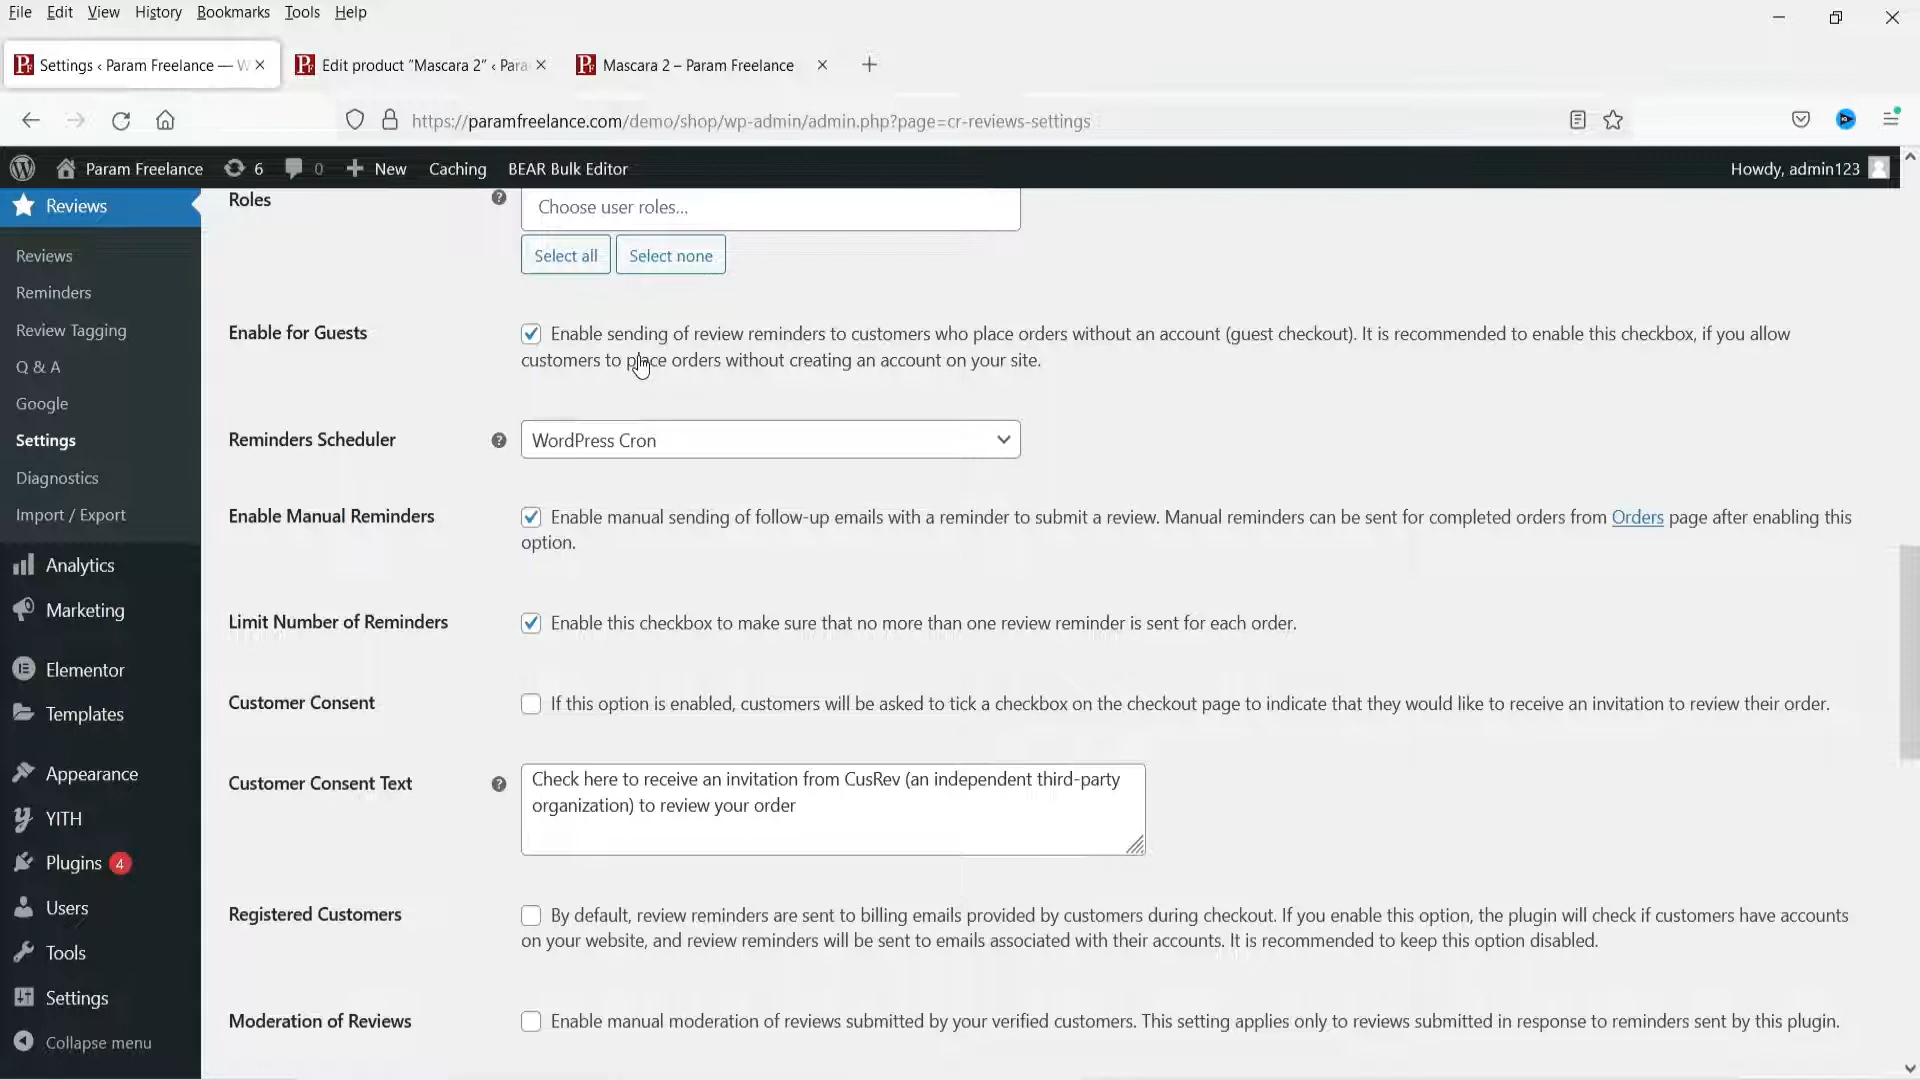 File Edit View History Bookmarks Tools Help
Settings ‹ Param Freelance — W
Edit product “Mascara 2” ‹ Para
Mascara 2 – Param Freelance
https://paramfreelance.com/demo/shop/wp-admin/admin.php?page=cr-reviews-settings
Param Freelance 6 0 New Caching BEAR Bulk Editor Howdy, admin123
Reviews
Reviews
Reminders
Review Tagging
Q & A
Google
Settings
Diagnostics
Import / Export
Analytics
Marketing
Elementor
Templates
Appearance
YITH
Plugins 4
Users
Tools
Settings
Collapse menu
Roles
Choose user roles...
Select all Select none
Enable for Guests
Enable sending of review reminders to customers who place orders without an account (guest checkout). It is recommended to enable this checkbox, if you allow
customers to place orders without creating an account on your site.
Reminders Scheduler
WordPress Cron
Enable Manual Reminders
Enable manual sending of follow-up emails with a reminder to submit a review. Manual reminders can be sent for completed orders from Orders page after enabling this
option.
Limit Number of Reminders
Enable this checkbox to make sure that no more than one review reminder is sent for each order.
Customer Consent
If this option is enabled, customers will be asked to tick a checkbox on the checkout page to indicate that they would like to receive an invitation to review their order.
Customer Consent Text
Check here to receive an invitation from CusRev (an independent third-party
organization) to review your order
Registered Customers
By default, review reminders are sent to billing emails provided by customers during checkout. If you enable this option, the plugin will check if customers have accounts
on your website, and review reminders will be sent to emails associated with their accounts. It is recommended to keep this option disabled.
Moderation of Reviews
Enable manual moderation of reviews submitted by your verified customers. This setting applies only to reviews submitted in response to reminders sent by this plugin.